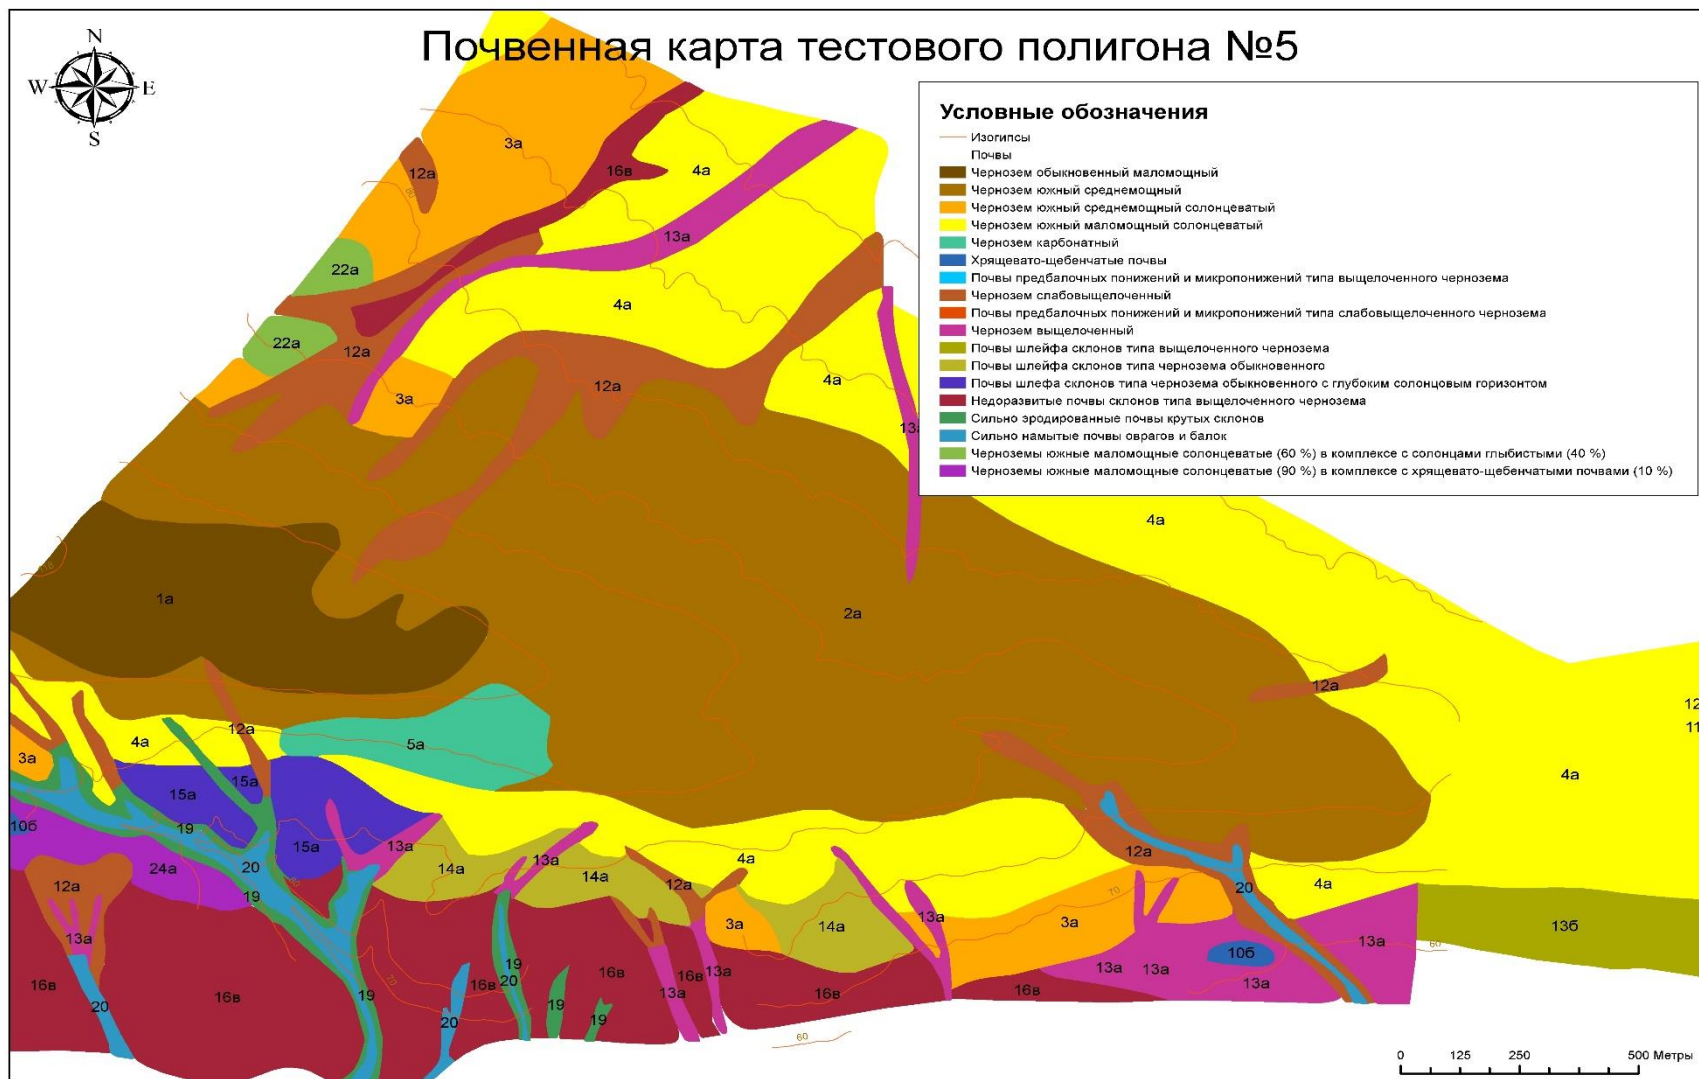 Почвенная карта тестового полигона №5
N
W E
S
Условные обозначения
Изогипсы
Почвы
Чернозем обыкновенный маломощный
Чернозем южный среднемощный
Чернозем южный среднемощный солонцеватый
Чернозем южный маломощный солонцеватый
Чернозем карбонатный
Хрящевато-щебенчатые почвы
Почвы предбалочных понижений и микропонижений типа выщелоченного чернозема
Чернозем слабовыщелоченный
Почвы предбалочных понижений и микропонижений типа слабовыщелоченного чернозема
Чернозем выщелоченный
Почвы шлейфа склонов типа выщелоченного чернозема
Почвы шлейфа склонов типа чернозема обыкновенного
Почвы шлефа склонов типа чернозема обыкновенного с глубоким солонцовым горизонтом
Недоразвитые почвы склонов типа выщелоченного чернозема
Сильно эродированные почвы крутых склонов
Сильно намытые почвы оврагов и балок
Черноземы южные маломощные солонцеватые (60 %) в комплексе с солонцами глыбистыми (40 %)
Черноземы южные маломощные солонцеватые (90 %) в комплексе с хрящевато-щебенчатыми почвами (10 %)
3а
12а
16в
4а
13а
22а
4а
22а
12а
12а
4а
3а
13а
4а
1а
2а
12а
12
11
12а
4а
5а
3а
4а
15а
15а
10б
19
15а
13а
13а
4а
12а
20
24а
14а
14а
12а
4а
20
12а
19
3а
14а
13а
3а
13б
13а
10б
13а
60
16в
16в
19
20
19
20
70
16в
20
19
19
16в
13а
16в
13а
16в
16в
13а
13а
13а
70
60
0 125 250 500 Метры